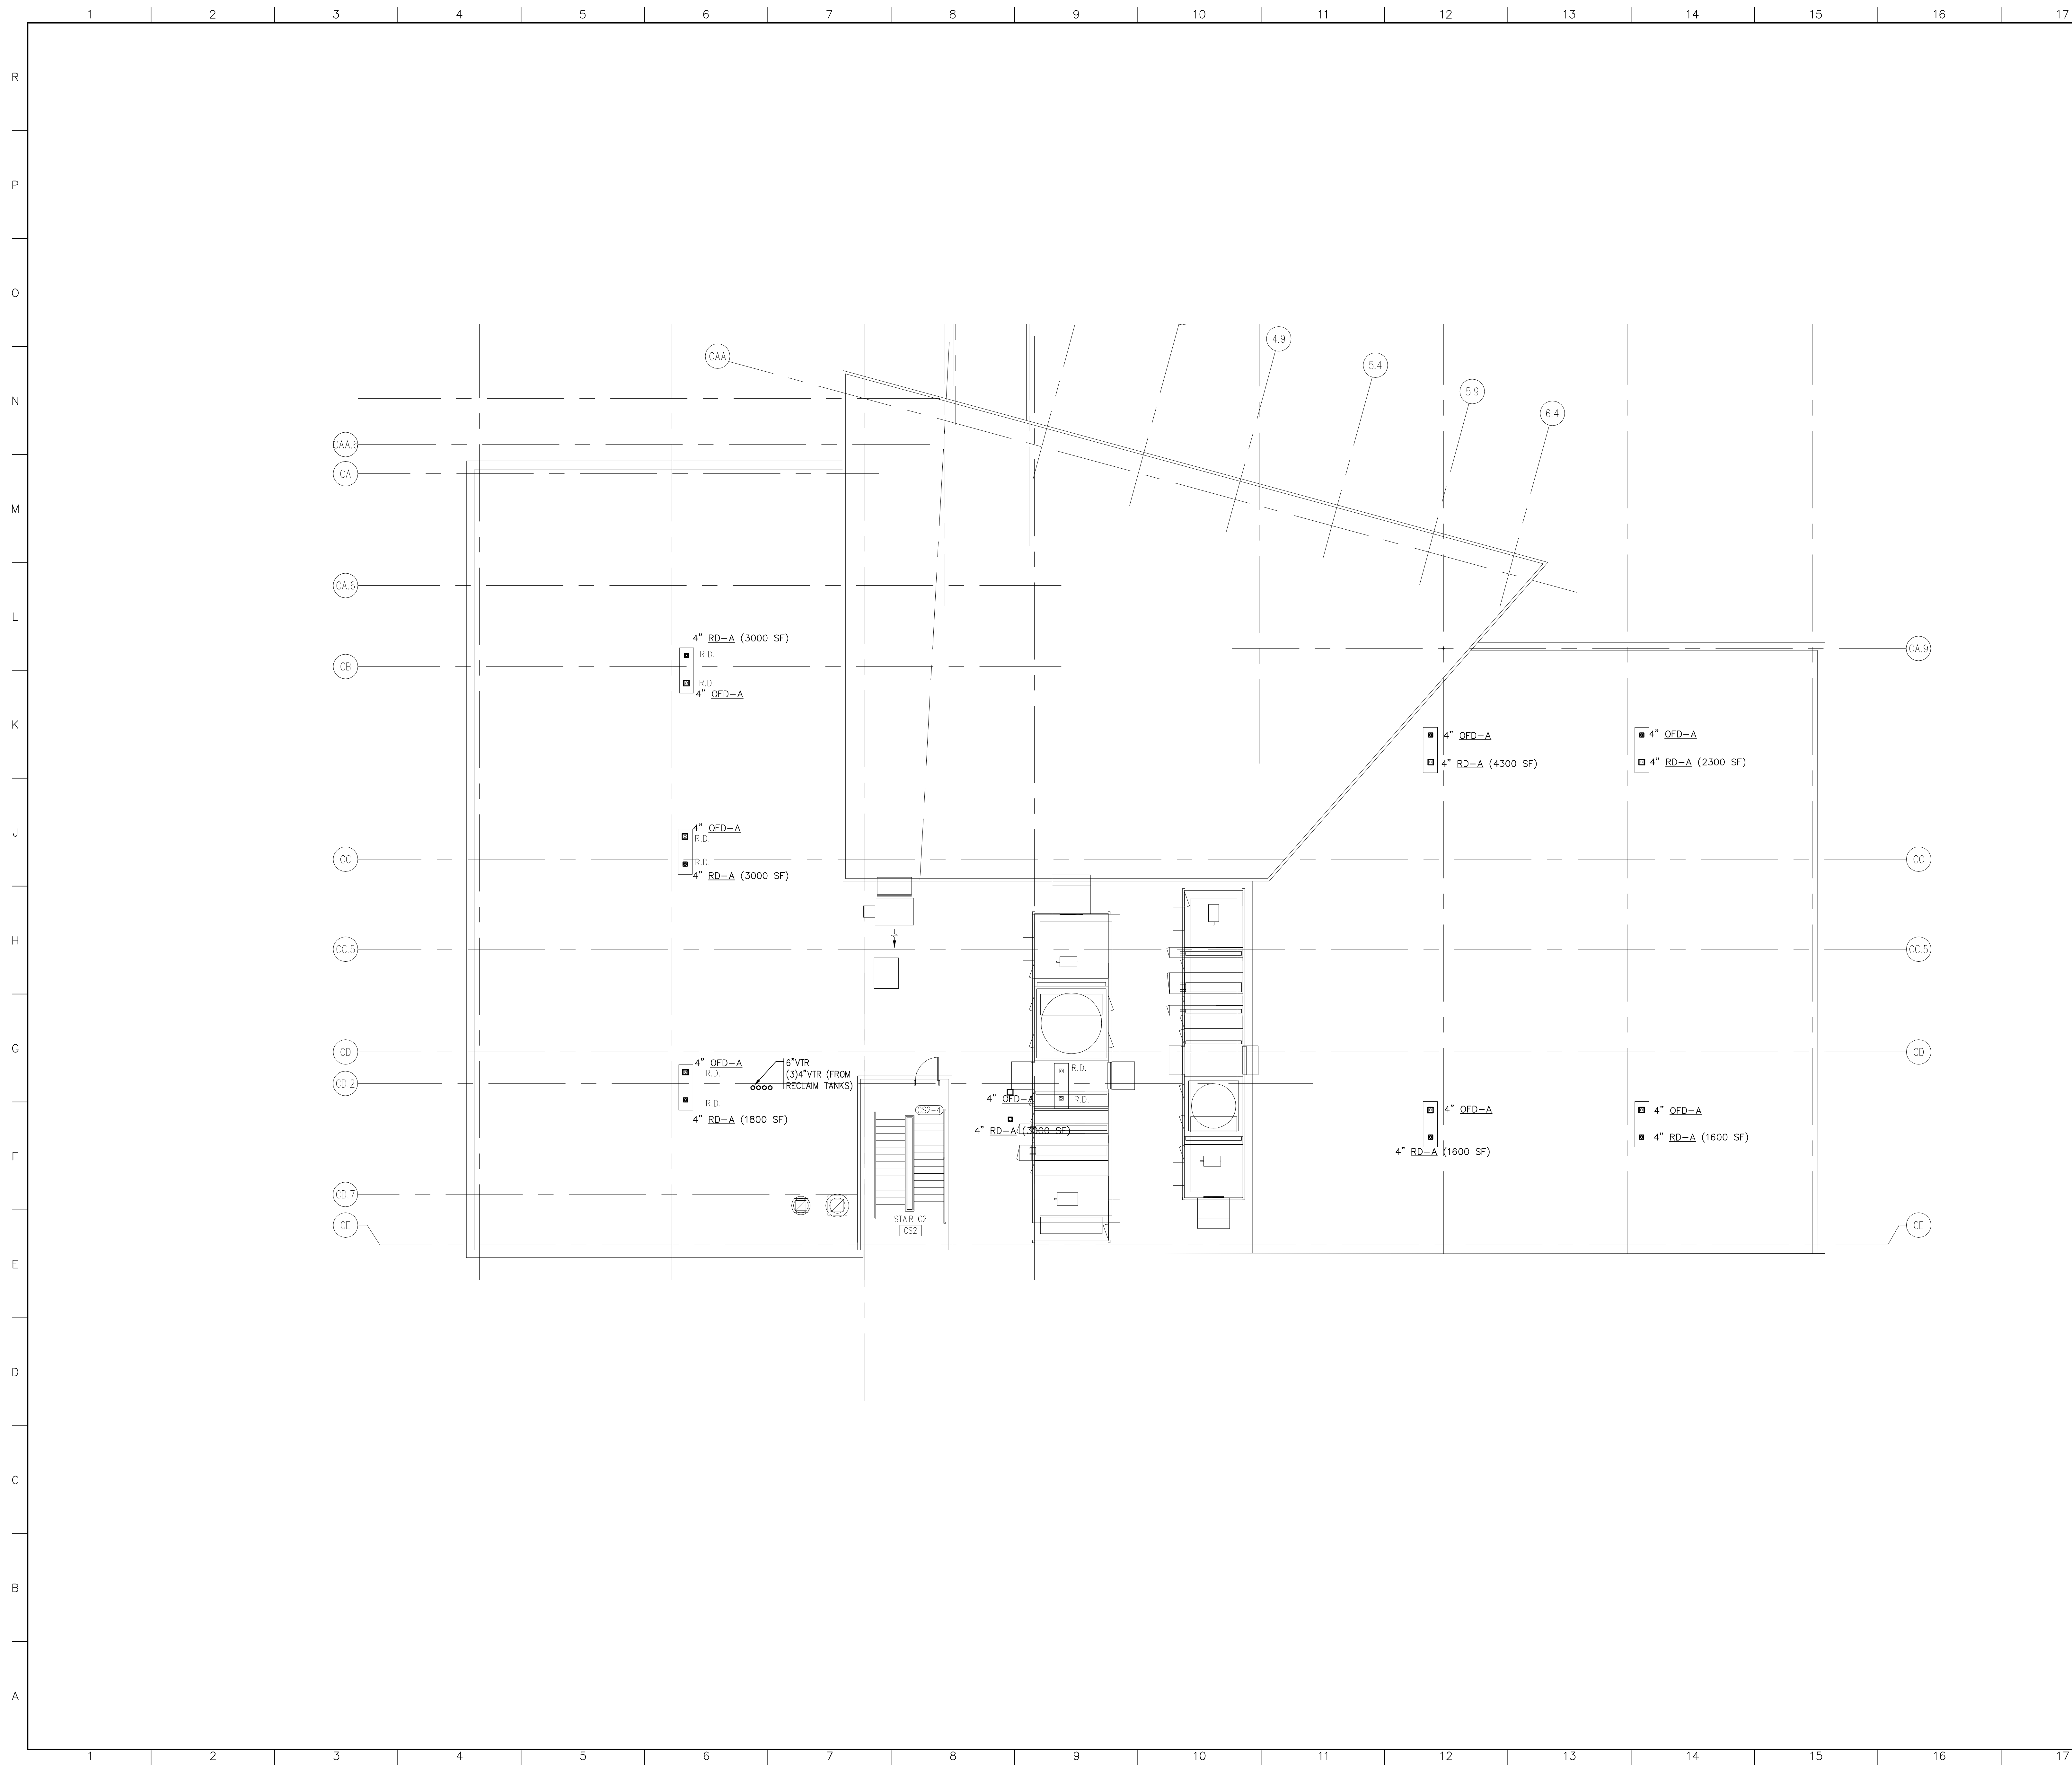 1 2 3 4 5 6 7 8 9 10 11 12 13 14 15 16 17
R
P
O
N
M
L
K
J
H
G
F
E
D
C
B
A
4.9
CAA
5.4
5.9
6.4
CAA.6
CA
CA.6
4" RD-A (3000 SF)
R.D.
CB
CA.9
R.D.
4" OFD-A
4" OFD-A
4" OFD-A
4" RD-A (4300 SF)
4" RD-A (2300 SF)
4" OFD-A
R.D.
CC
CC
R.D.
4" RD-A (3000 SF)
CC.5
CC.5
CD
CD
4" OFD-A
R.D.
6"VTR
(3)4"VTR (FROM
RECLAIM TANKS)
R.D.
CD.2
4" OFD-A
R.D.
R.D.
4" RD-A (1800 SF)
CS2-4
4" RD-A (3000 SF)
4" OFD-A
4" OFD-A
4" RD-A (1600 SF)
4" RD-A (1600 SF)
CD.7
STAIR C2
CS2
CE
CE
1 2 3 4 5 6 7 8 9 10 11 12 13 14 15 16 17